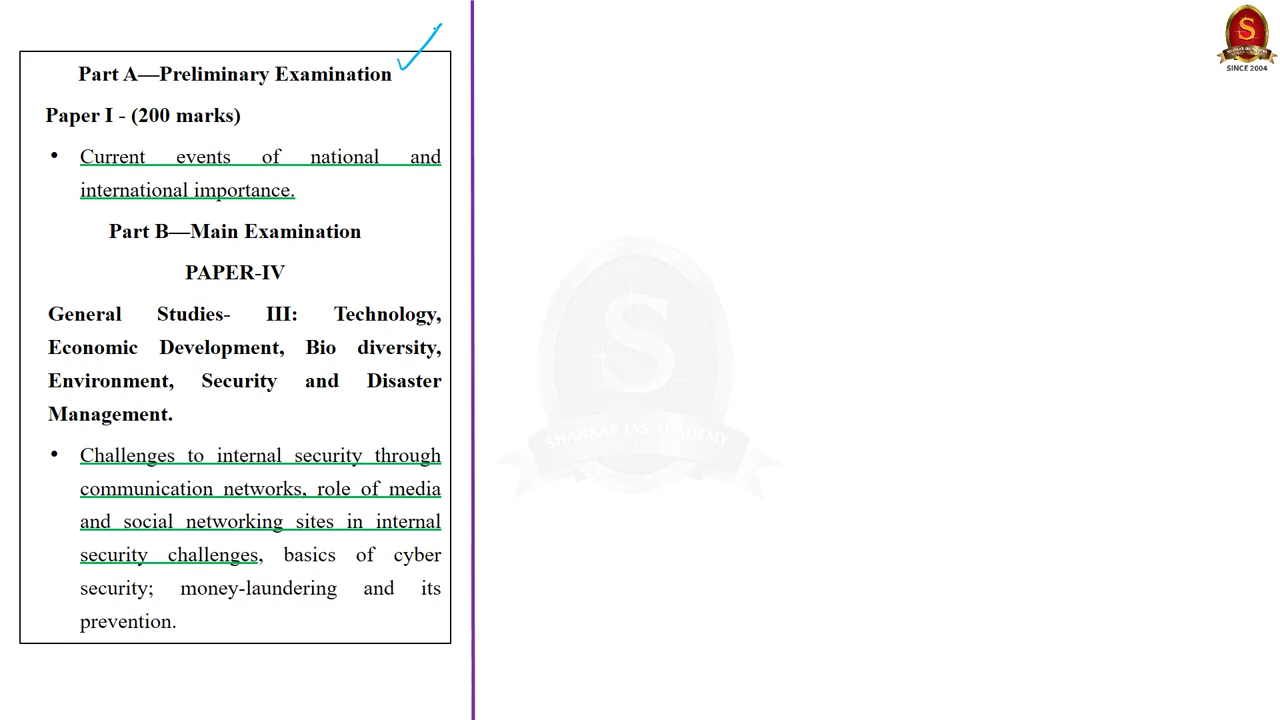 Part A—Preliminary Examination
Paper I - (200 marks)
• Current events of national and
international importance.
Part B—Main Examination
PAPER-IV
General Studies- III: Technology,
Economic Development, Bio diversity,
Environment, Security and Disaster
Management.
• Challenges to internal security through
communication networks, role of media
and social networking sites in internal
security challenges, basics of cyber
security; money-laundering and its
prevention.
S
SHANKAR IAS ACADEMY
S
SINCE 2004